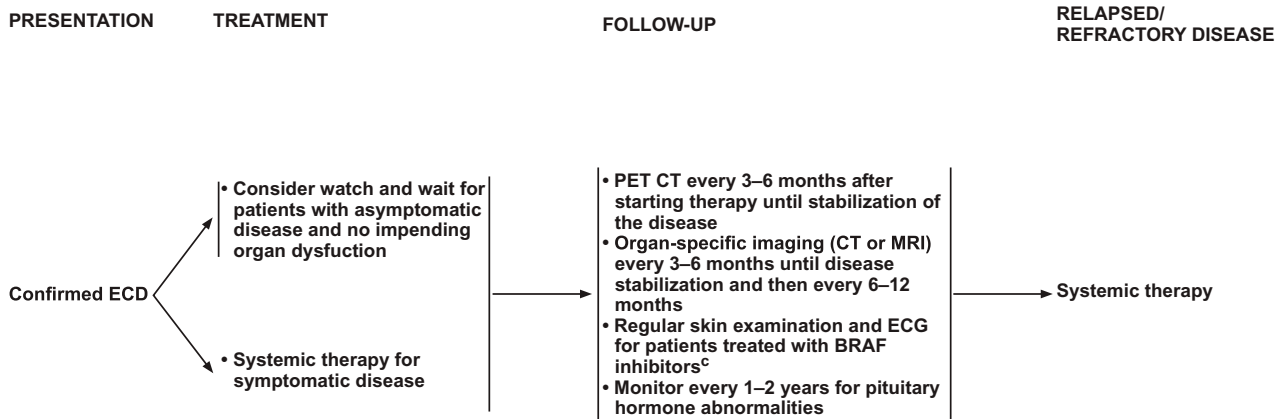 PRESENTATION
TREATMENT
FOLLOW-UP
RELAPSED/
REFRACTORY DISEASE
Confirmed ECD
• Consider watch and wait for
patients with asymptomatic
disease and no impending
organ dysfuction
• Systemic therapy for
symptomatic disease
• PET CT every 3–6 months after
starting therapy until stabilization of
the disease
• Organ-specific imaging (CT or MRI)
every 3–6 months until disease
stabilization and then every 6–12
months
• Regular skin examination and ECG
for patients treated with BRAF
inhibitorsᶜ
• Monitor every 1–2 years for pituitary
hormone abnormalities
Systemic therapy